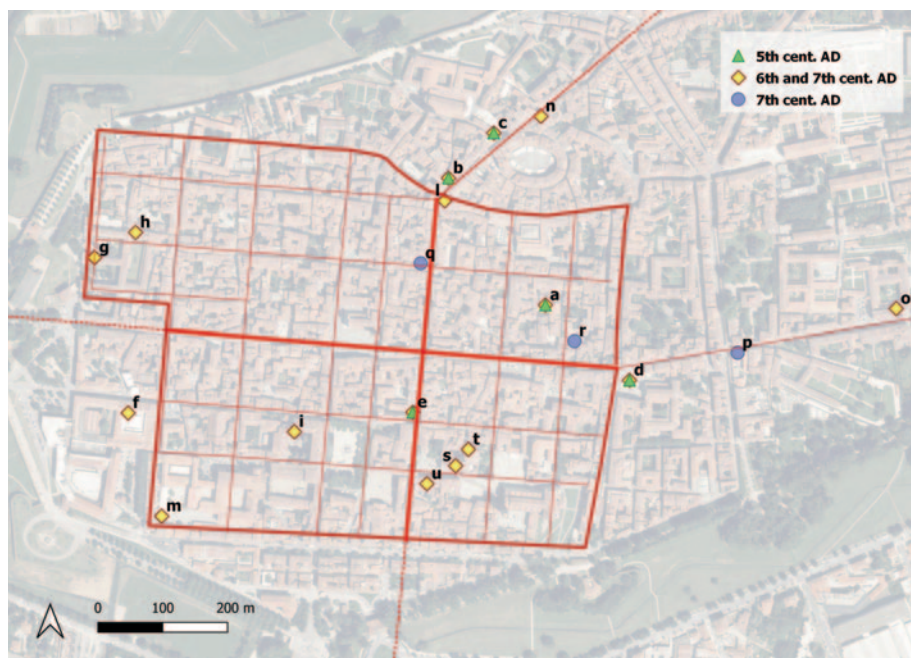 5th cent. AD
6th and 7th cent. AD
7th cent. AD
n
c
b
l
h
g
q
a
o
r
p
d
e
f
i
t
s
u
m
0 100 200 m